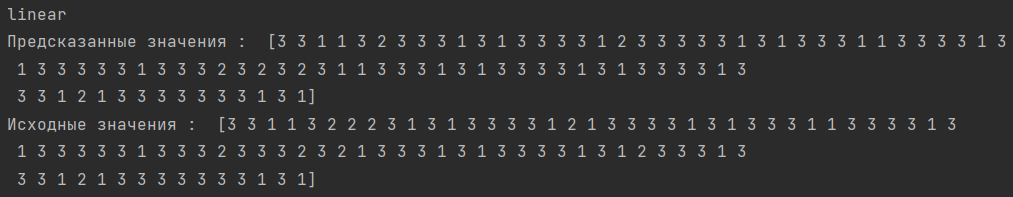 linear
Предсказанные значения :  [3 3 1 1 3 2 3 3 3 1 3 1 3 3 3 3 1 2 3 3 3 3 3 1 3 1 3 3 3 1 1 3 3 3 3 1 3
 1 3 3 3 3 3 1 3 3 3 2 3 2 3 2 3 1 1 3 3 3 1 3 1 3 3 3 3 1 3 1 3 3 3 3 1 3
 3 3 1 2 1 3 3 3 3 3 3 3 1 3 1]
Исходные значения :  [3 3 1 1 3 2 2 2 3 1 3 1 3 3 3 3 1 2 1 3 3 3 3 1 3 1 3 3 3 1 1 3 3 3 3 1 3
 1 3 3 3 3 3 1 3 3 3 2 3 3 3 2 3 2 1 3 3 3 1 3 1 3 3 3 3 1 3 1 2 3 3 3 1 3
 3 3 1 2 1 3 3 3 3 3 3 3 1 3 1]